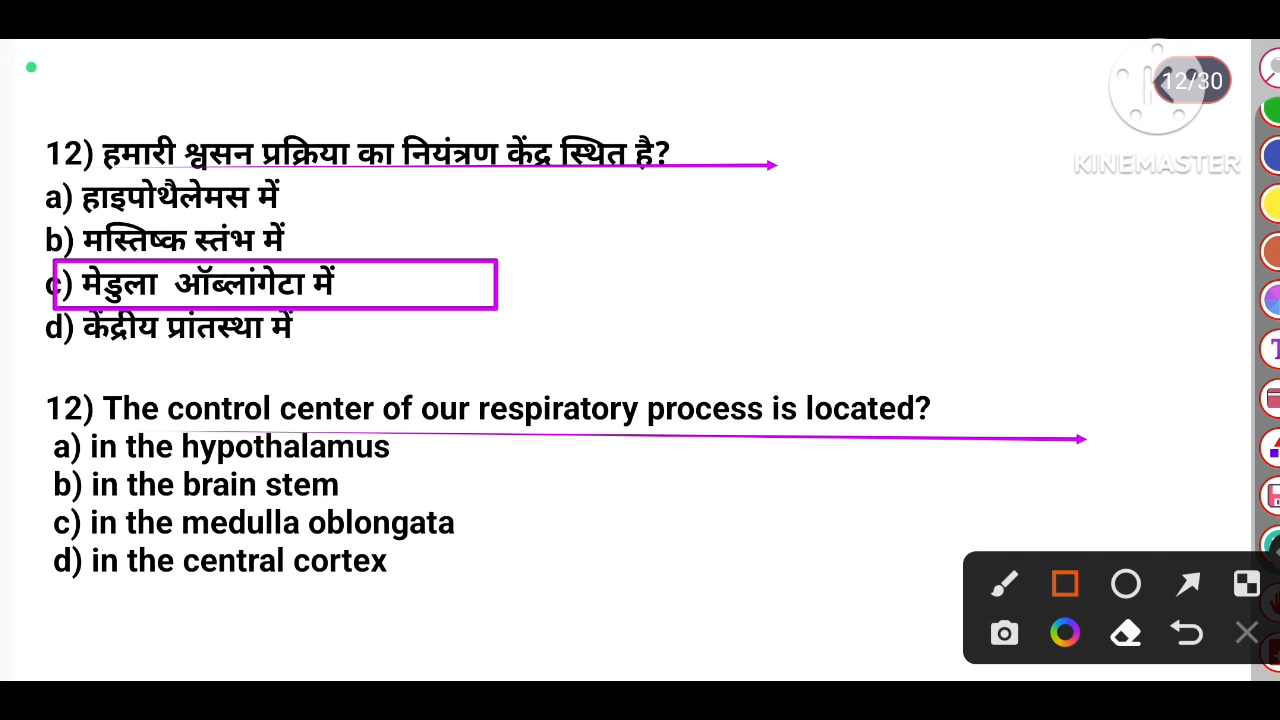 12/30
KINEMASTER
12) हमारी श्वसन प्रक्रिया का नियंत्रण केंद्र स्थित है?
a) हाइपोथैलेमस में
b) मस्तिष्क स्तंभ में
c) मेडुला ऑब्लांगेटा में
d) केंद्रीय प्रांतस्था में
12) The control center of our respiratory process is located?
a) in the hypothalamus
b) in the brain stem
c) in the medulla oblongata
d) in the central cortex